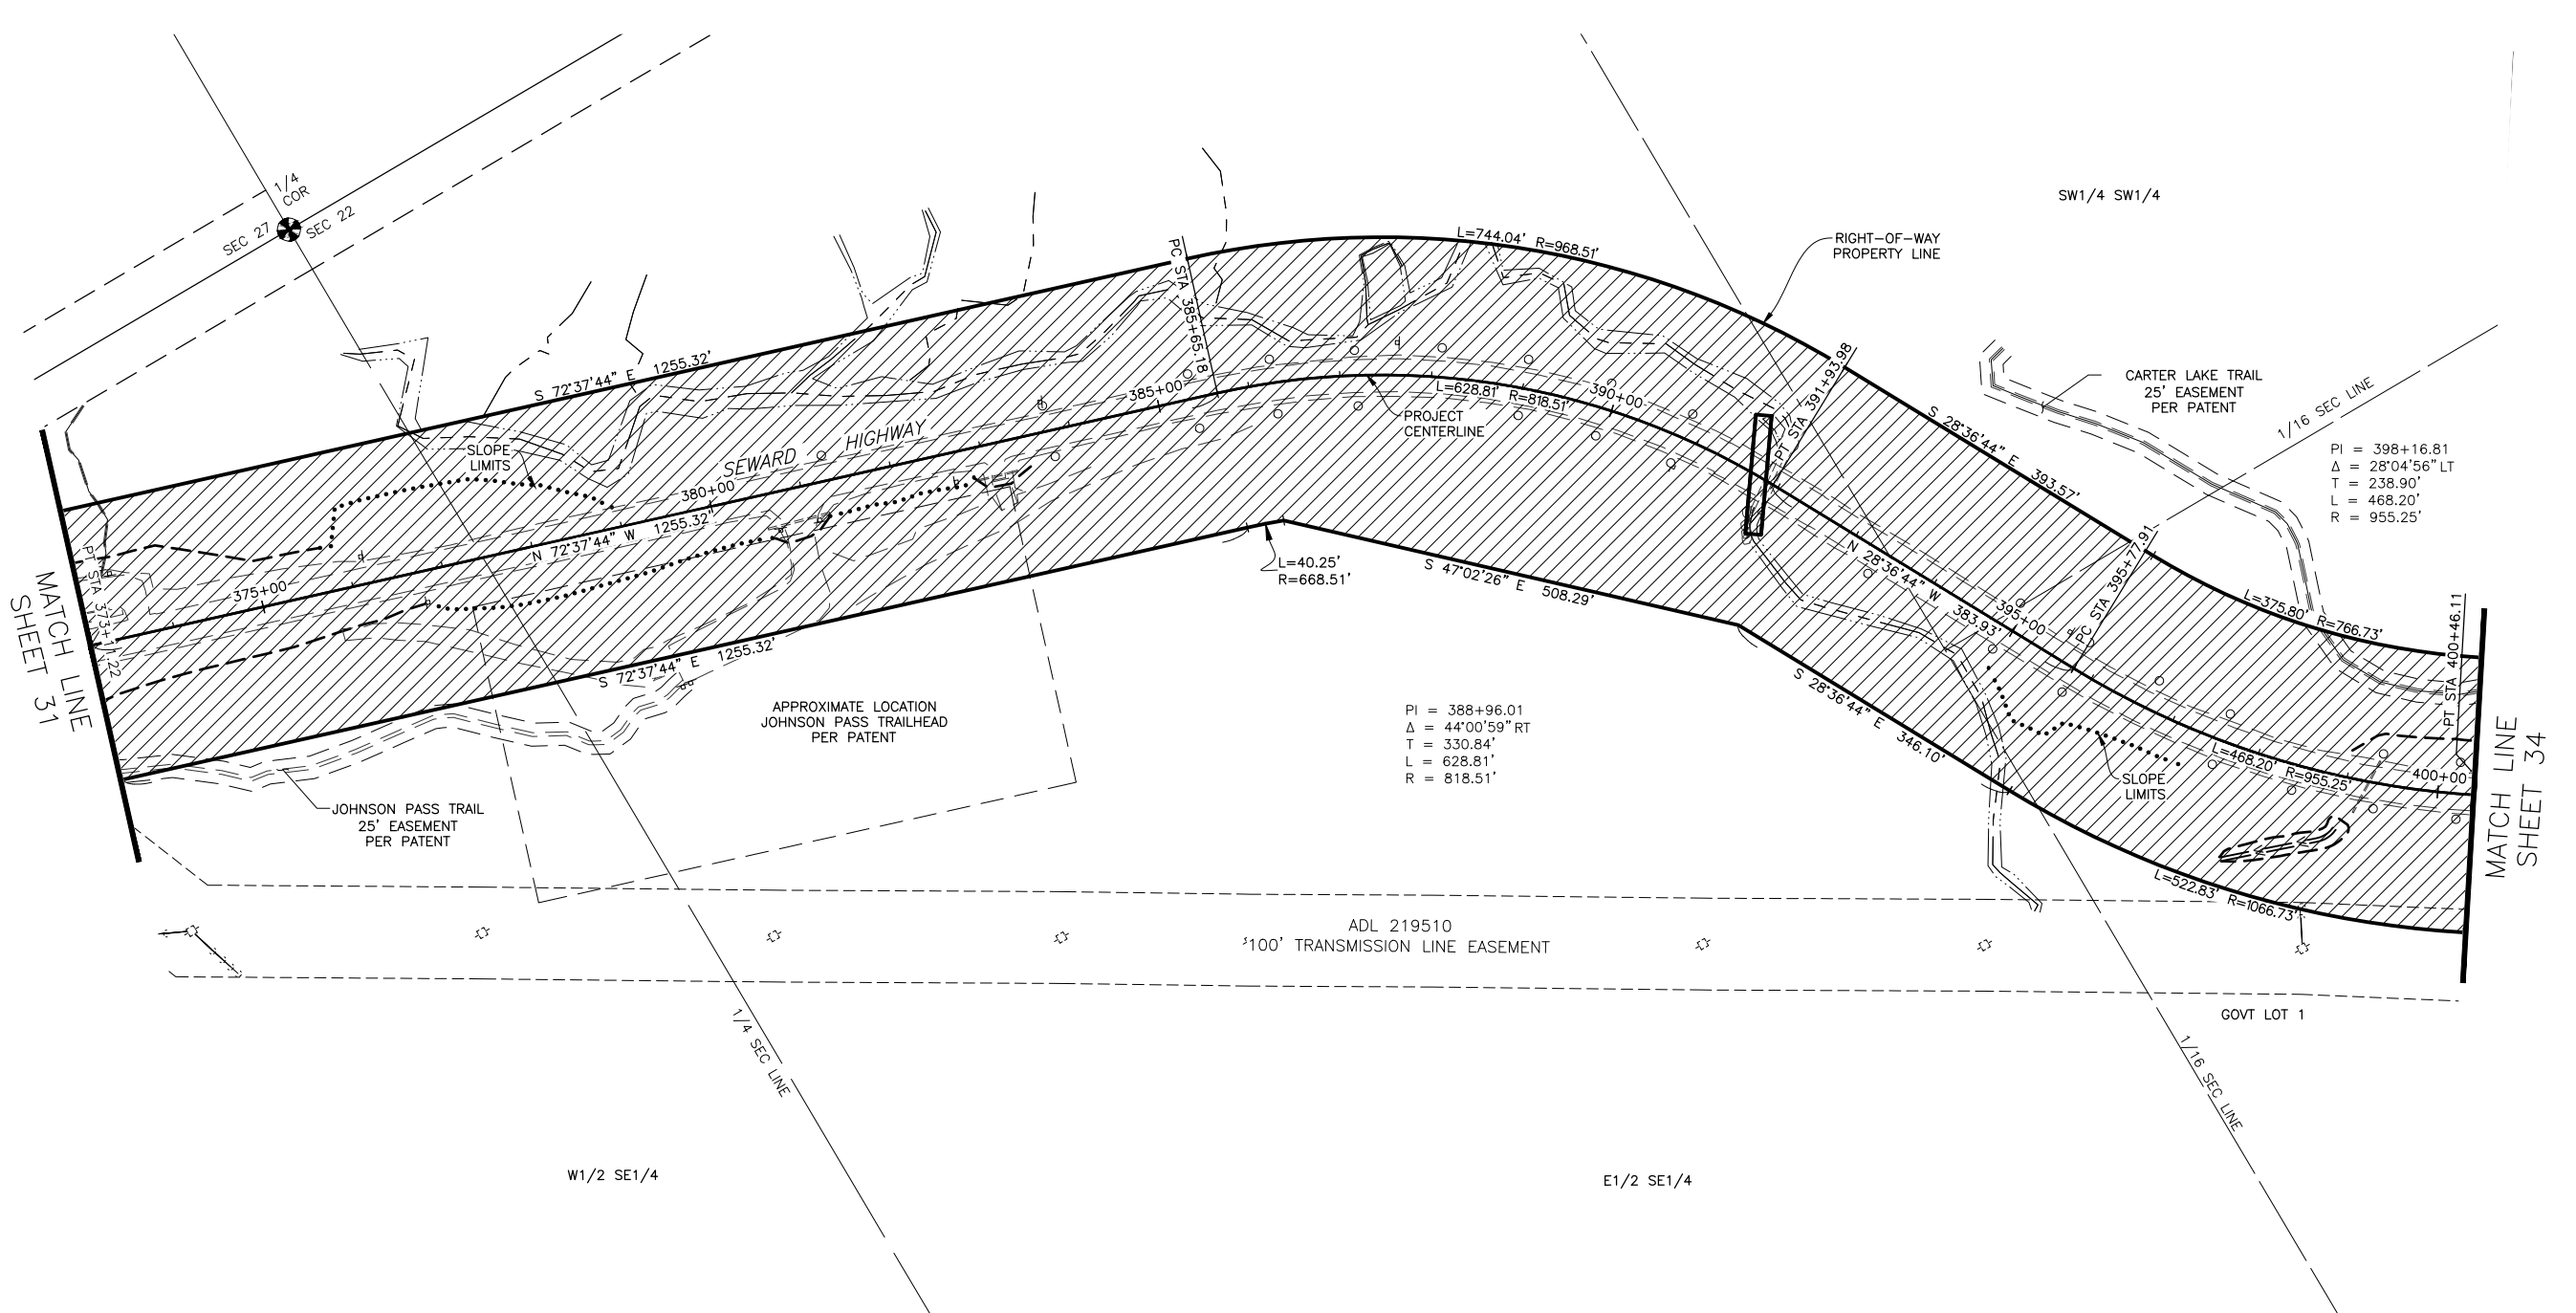 1/4
COR
SEC 27
SEC 22
SW1/4 SW1/4
L=744.04' R=968.51'
RIGHT-OF-WAY
PROPERTY LINE
PC STA 385+65.18
S 72°37'44" E 1255.32'
385+00
L=628.81' R=818.51'
390+00
PROJECT
CENTERLINE
PT STA 391+93.98
S 28°36'44" E 393.57'
CARTER LAKE TRAIL
25' EASEMENT
PER PATENT
1/16 SEC LINE
PI = 398+16.81
Δ = 28°04'56" LT
T = 238.90'
L = 468.20'
R = 955.25'
SLOPE
LIMITS
SEWARD HIGHWAY
380+00
N 72°37'44" W 1255.32'
375+00
PT STA 373+11.22
MATCH LINE
SHEET 31
L=40.25'
R=668.51'
S 47°02'26" E 508.29'
N 28°36'44" W 383.93'
395+00
PC STA 395+77.91
L=375.80' R=766.73'
PT STA 400+46.11
S 72°37'44" E 1255.32'
APPROXIMATE LOCATION
JOHNSON PASS TRAILHEAD
PER PATENT
PI = 388+96.01
Δ = 44°00'59" RT
T = 330.84'
L = 628.81'
R = 818.51'
S 28°36'44" E 346.10'
SLOPE
LIMITS
L=468.20' R=955.25'
400+00
MATCH LINE
SHEET 34
JOHNSON PASS TRAIL
25' EASEMENT
PER PATENT
L=522.83' R=1066.73'
ADL 219510
100' TRANSMISSION LINE EASEMENT
GOVT LOT 1
1/4 SEC LINE
1/16 SEC LINE
W1/2 SE1/4
E1/2 SE1/4